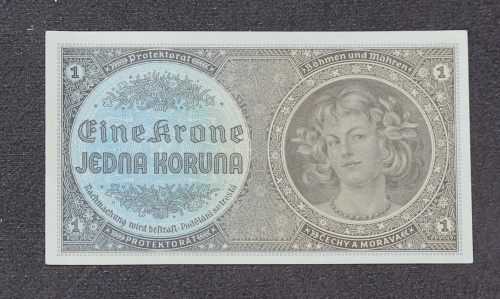 Protektorat
Böhmen und Mähren
1
1
Eine Krone
JEDNA KORUNA
Nachmachung wird bestraft · Padělání se trestá
1
1
PROTEKTORÁT
ČECHY A MORAVA